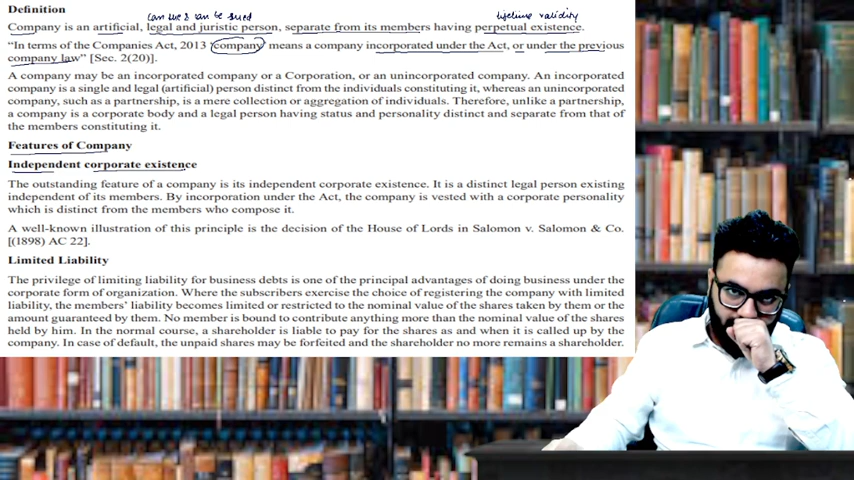 Definition
can sue & can be sued
lifetime validity
Company is an artificial, legal and juristic person, separate from its members having perpetual existence.
“In terms of the Companies Act, 2013 ‘company’ means a company incorporated under the Act, or under the previous
company law” [Sec. 2(20)].
A company may be an incorporated company or a Corporation, or an unincorporated company. An incorporated
company is a single and legal (artificial) person distinct from the individuals constituting it, whereas an unincorporated
company, such as a partnership, is a mere collection or aggregation of individuals. Therefore, unlike a partnership,
a company is a corporate body and a legal person having status and personality distinct and separate from that of
the members constituting it.
Features of Company
Independent corporate existence
The outstanding feature of a company is its independent corporate existence. It is a distinct legal person existing
independent of its members. By incorporation under the Act, the company is vested with a corporate personality
which is distinct from the members who compose it.
A well-known illustration of this principle is the decision of the House of Lords in Salomon v. Salomon & Co.
[(1898) AC 22].
Limited Liability
The privilege of limiting liability for business debts is one of the principal advantages of doing business under the
corporate form of organization. Where the subscribers exercise the choice of registering the company with limited
liability, the members’ liability becomes limited or restricted to the nominal value of the shares taken by them or the
amount guaranteed by them. No member is bound to contribute anything more than the nominal value of the shares
held by him. In the normal course, a shareholder is liable to pay for the shares as and when it is called up by the
company. In case of default, the unpaid shares may be forfeited and the shareholder no more remains a shareholder.